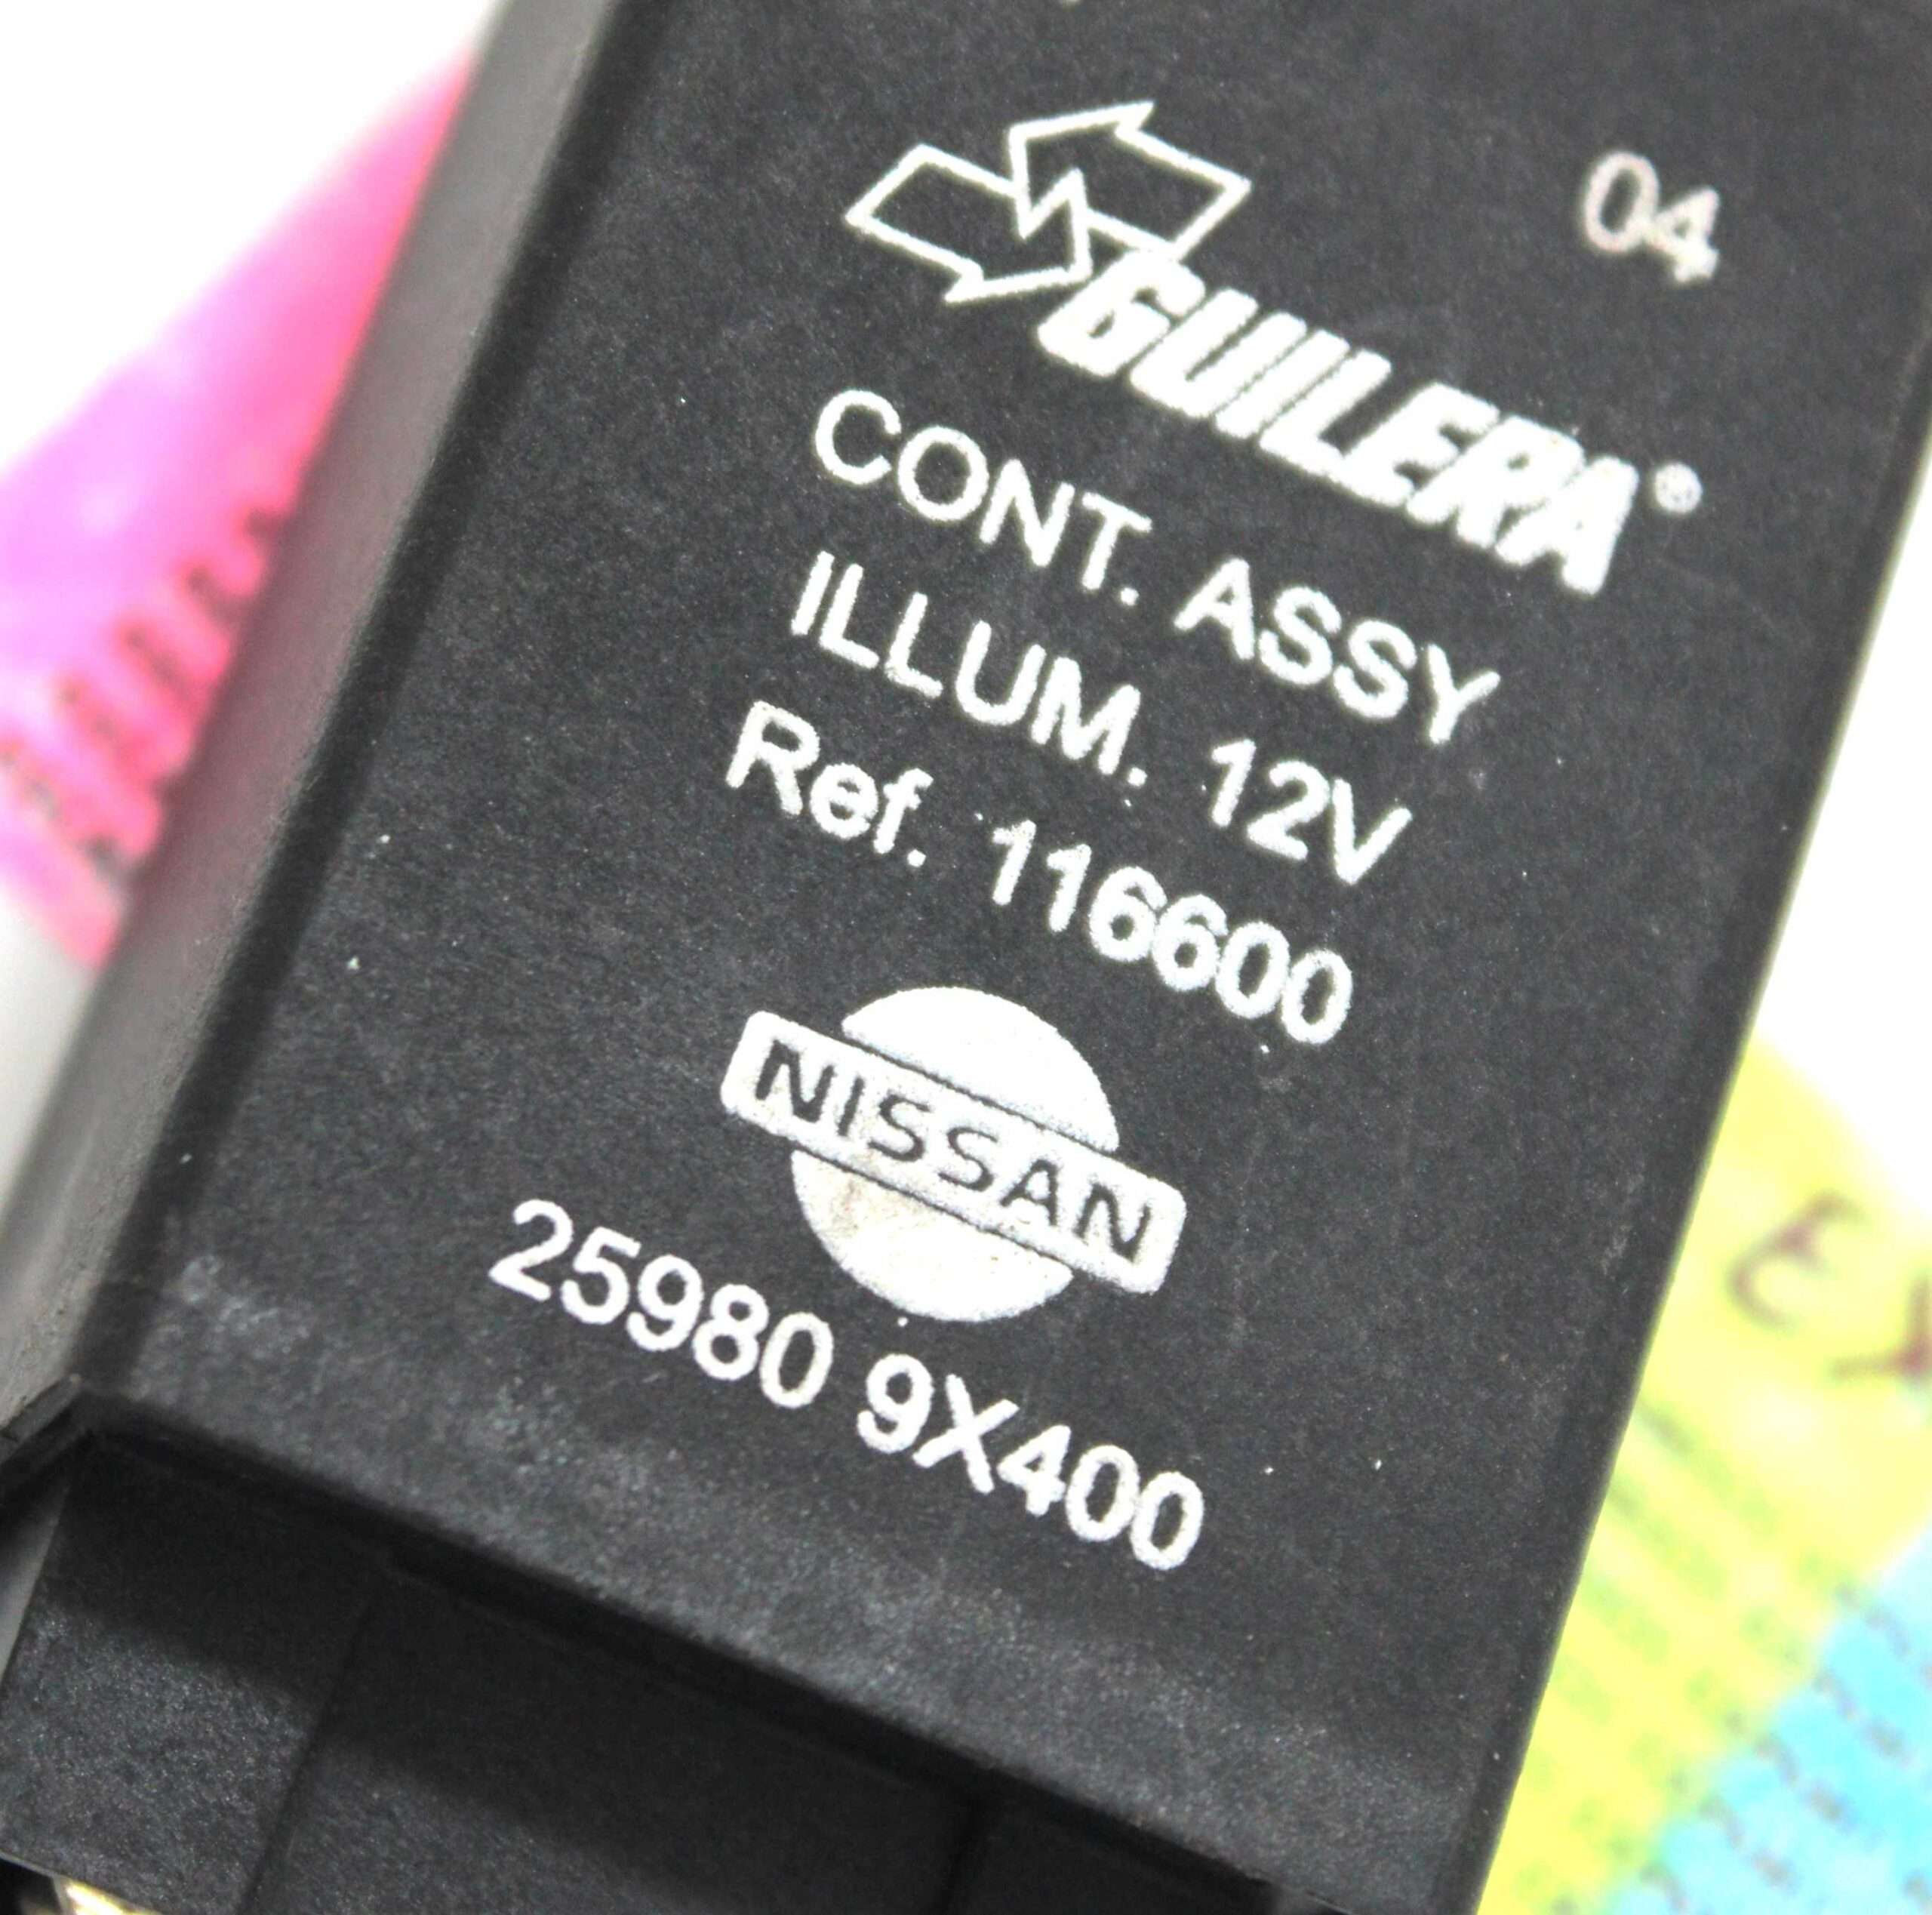 04
GUILERA®
CONT. ASSY
ILLUM. 12V
Ref. 116600
NISSAN
25980 9X400